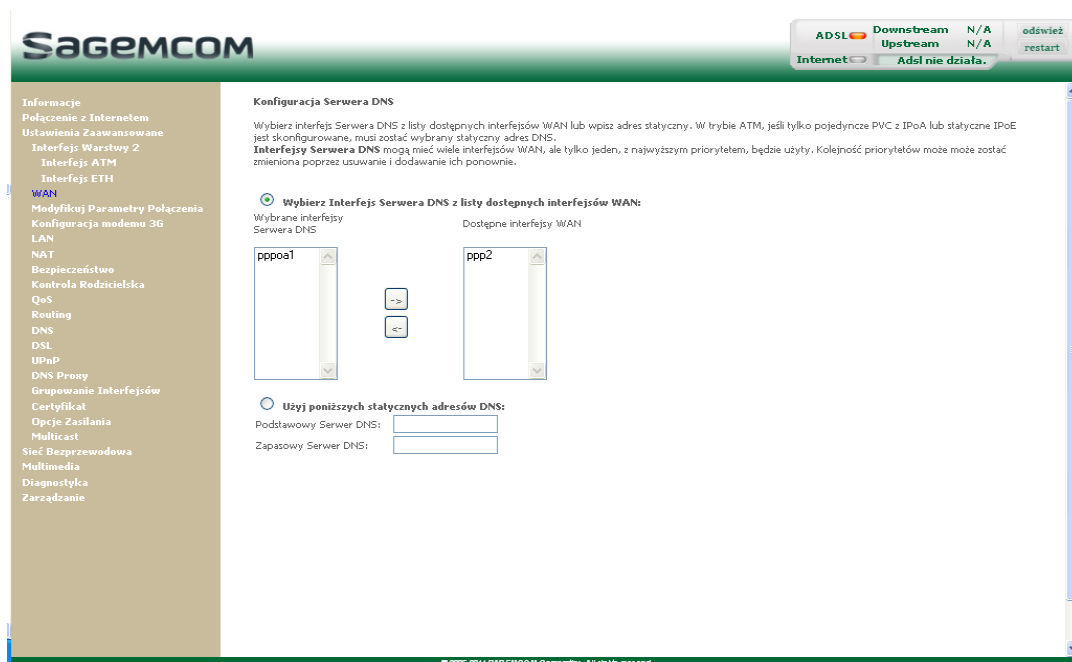 SAGEMCOM
ADSL Downstream N/A
Upstream N/A
Internet Adsl nie działa.
odśwież
restart
Informacje
Połączenie z Internetem
Ustawienia Zaawansowane
Interfejs Warstwy 2
Interfejs ATM
Interfejs ETH
WAN
Modyfikuj Parametry Połączenia
Konfiguracja modemu 3G
LAN
NAT
Bezpieczeństwo
Kontrola Rodzicielska
QoS
Routing
DNS
DSL
UPnP
DNS Proxy
Grupowanie Interfejsów
Certyfikat
Opcje Zasilania
Multicast
Sieć Bezprzewodowa
Multimedia
Diagnostyka
Zarządzanie
Konfiguracja Serwera DNS
Wybierz interfejs Serwera DNS z listy dostępnych interfejsów WAN lub wpisz adres statyczny. W trybie ATM, jeśli tylko pojedyncze PVC z IPoA lub statyczne IPoE
jest skonfigurowane, musi zostać wybrany statyczny adres DNS.
Interfejsy Serwera DNS mogą mieć wiele interfejsów WAN, ale tylko jeden, z najwyższym priorytetem, będzie użyty. Kolejność priorytetów może może zostać
zmieniona poprzez usuwanie i dodawanie ich ponownie.
Wybierz Interfejs Serwera DNS z listy dostępnych interfejsów WAN:
Wybrane interfejsy
Serwera DNS
Dostępne interfejsy WAN
pppoa1
ppp2
->
<-
Użyj poniższych statycznych adresów DNS:
Podstawowy Serwer DNS:
Zapasowy Serwer DNS: